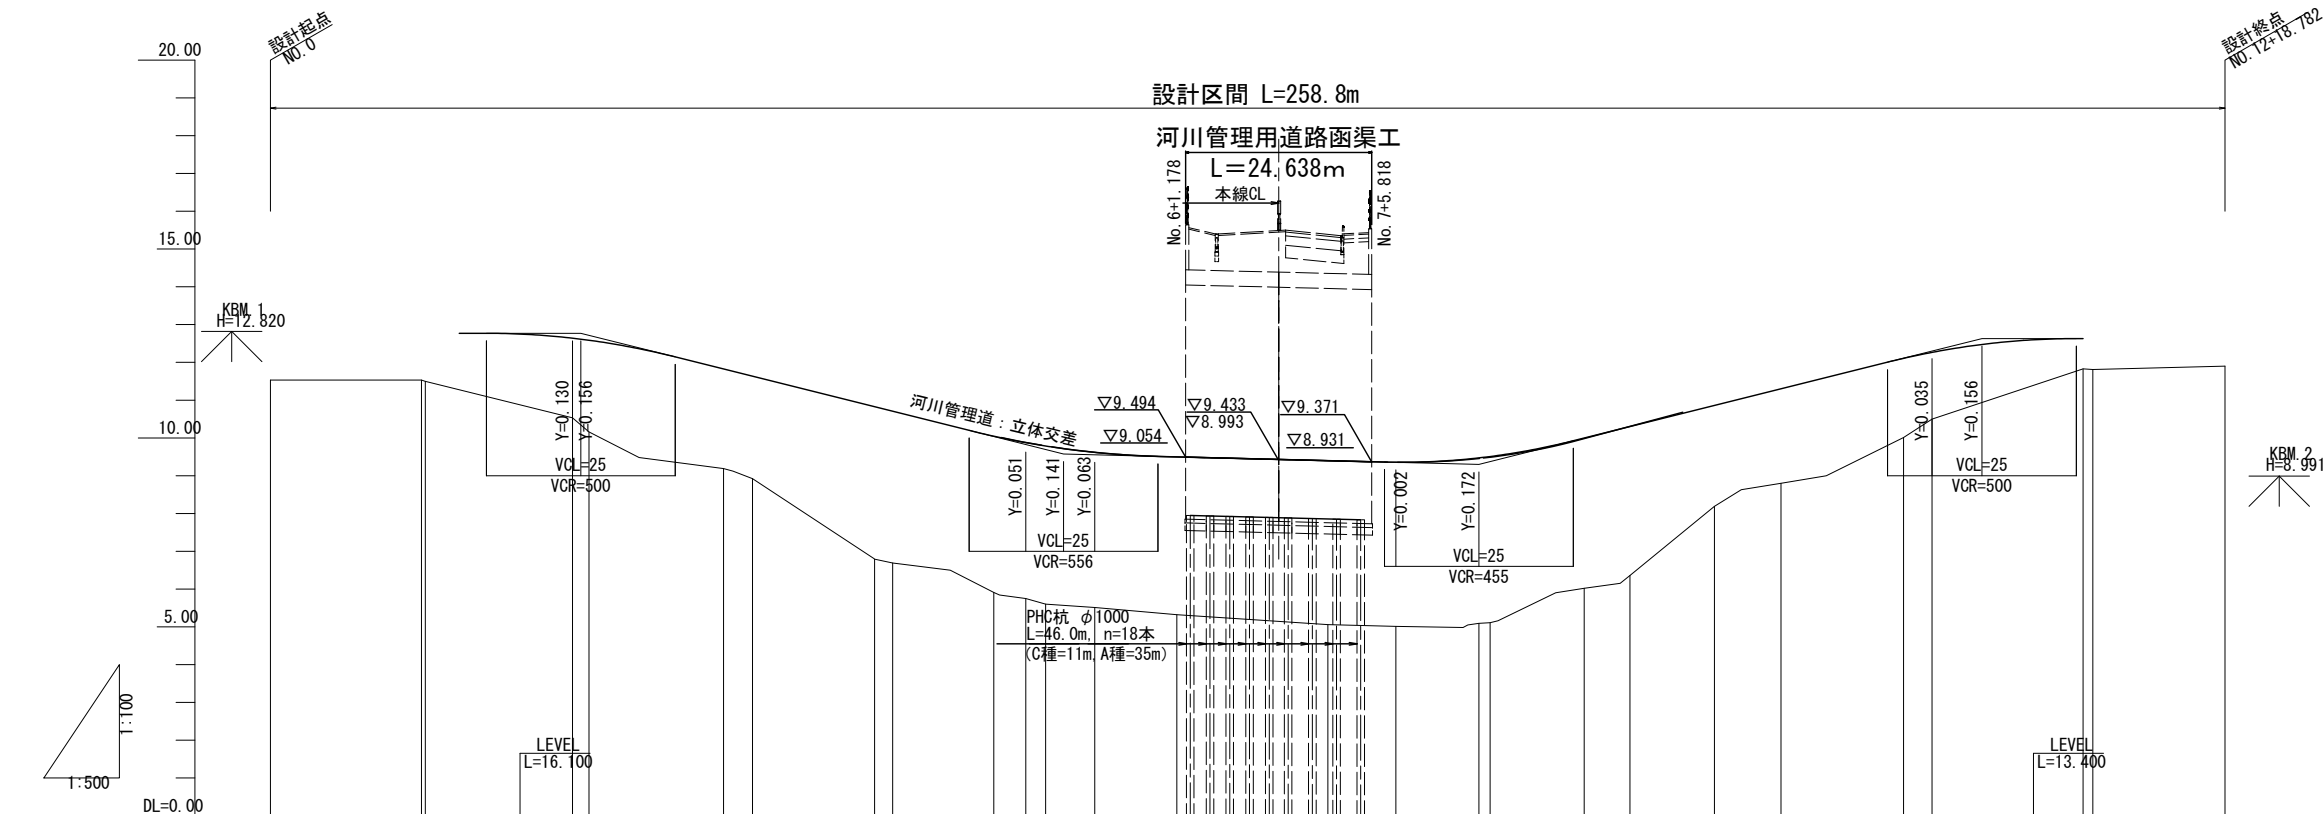 設計起点
NO.0
設計終点
NO.12+18.782
設計区間 L=258.8m
河川管理用道路函渠工
L=24.638m
本線CL
No.6+1.178
No.7+5.818
20.00
15.00
10.00
5.00
DL=0.00
KBM.1
H=12.820
KBM.2
H=8.991
Y=0.130
Y=0.156
VCL=25
VCR=500
河川管理道:立体交差
▽9.494
▽9.054
▽9.433
▽8.993
▽9.371
▽8.931
Y=0.051
Y=0.141
Y=0.063
VCL=25
VCR=556
Y=0.002
Y=0.172
VCL=25
VCR=455
Y=0.035
Y=0.156
VCL=25
VCR=500
PHC杭 φ1000
L=46.0m, n=18本
(C種=11m,A種=35m)
1:100
1:500
LEVEL
L=16.100
LEVEL
L=13.400